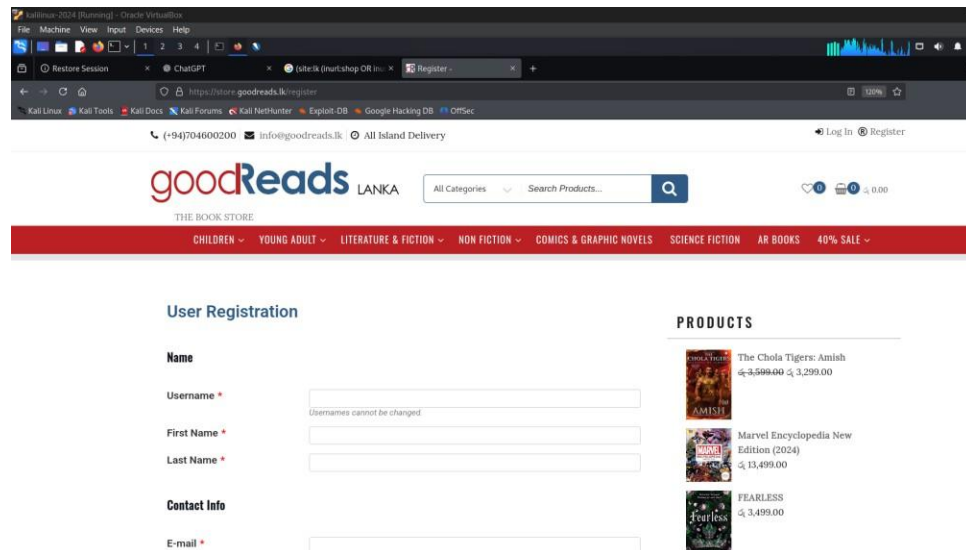 kalilinux-2024 [Running] - Oracle VirtualBox
File Machine View Input Devices Help
1 2 3 4
Restore Session × ChatGPT × (site:lk (inurl:shop OR inu × Register - × +
https://store.goodreads.lk/register 120%
Kali Linux Kali Tools Kali Docs Kali Forums Kali NetHunter Exploit-DB Google Hacking DB OffSec
(+94)704600200 info@goodreads.lk All Island Delivery Log In Register
goodReads LANKA
All Categories Search Products... 0 0 රු 0.00
THE BOOK STORE
CHILDREN YOUNG ADULT LITERATURE & FICTION NON FICTION COMICS & GRAPHIC NOVELS SCIENCE FICTION AR BOOKS 40% SALE
User Registration
PRODUCTS
Name
The Chola Tigers: Amish
රු 3,599.00 රු 3,299.00
THE
CHOLA TIGERS
AMISH
Username *
Usernames cannot be changed.
First Name *
Last Name *
Marvel Encyclopedia New
Edition (2024)
රු 13,499.00
MARVEL
Contact Info
FEARLESS
රු 3,499.00
Fearless
E-mail *